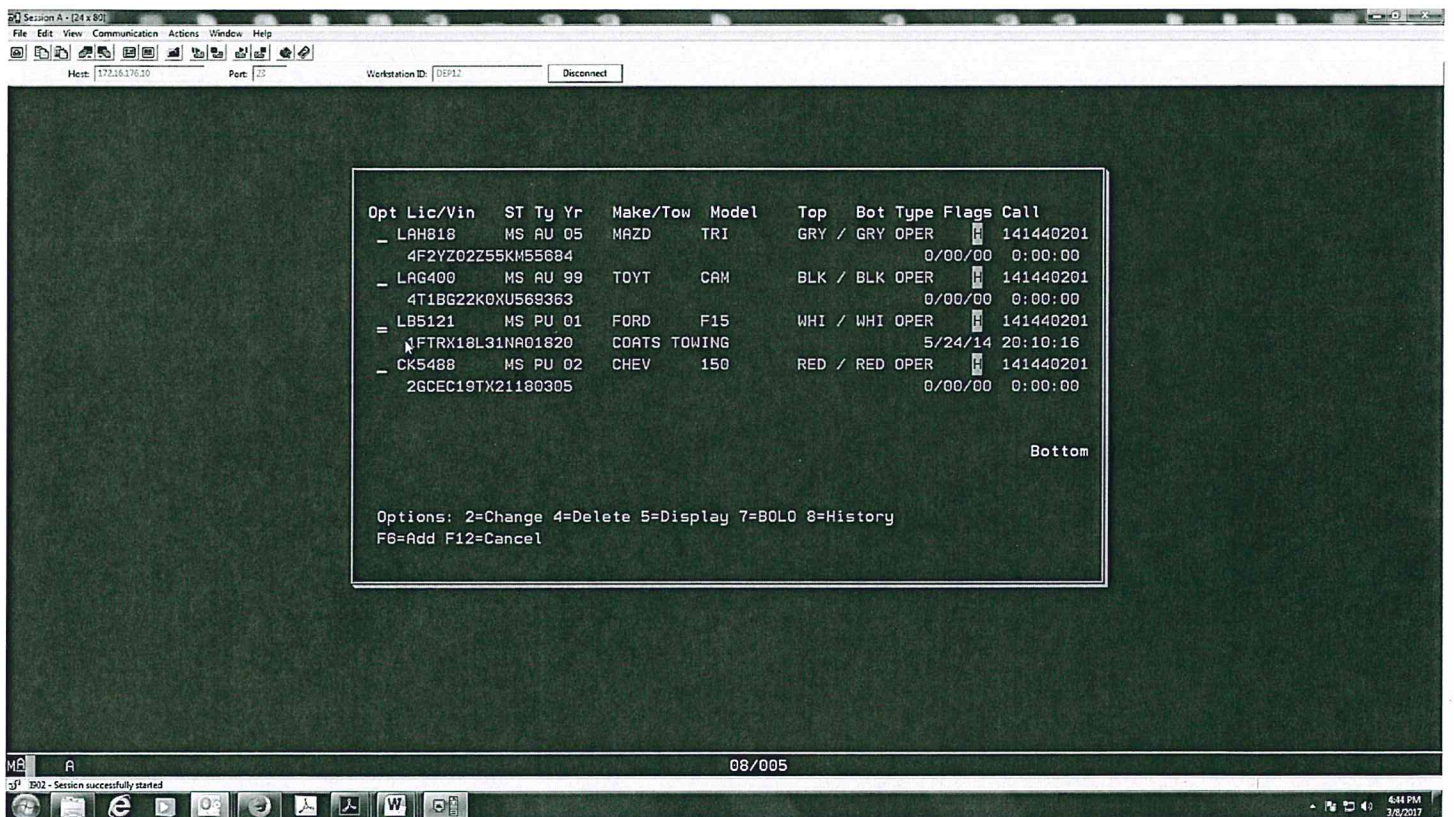 Session A - [24 x 80]
File Edit View Communication Actions Window Help
Host: 172.16.176.10 Port: 23 Workstation ID: DEP12 Disconnect
Opt Lic/Vin ST Ty Yr Make/Tow Model Top Bot Type Flags Call
_ LAH818 MS AU 05 MAZD TRI GRY / GRY OPER H 141440201
4F2YZ02Z55KM55684 0/00/00 0:00:00
_ LAG400 MS AU 99 TOYT CAM BLK / BLK OPER H 141440201
4T1BG22K0XU569363 0/00/00 0:00:00
_ LB5121 MS PU 01 FORD F15 WHI / WHI OPER H 141440201
1FTRX18L31NA01820 COATS TOWING 5/24/14 20:10:16
_ CK5488 MS PU 02 CHEV 150 RED / RED OPER H 141440201
2GCEC19TX21180305 0/00/00 0:00:00
Bottom
Options: 2=Change 4=Delete 5=Display 7=BOLO 8=History
F6=Add F12=Cancel
MA A 08/005
I902 - Session successfully started
4:44 PM
3/8/2017